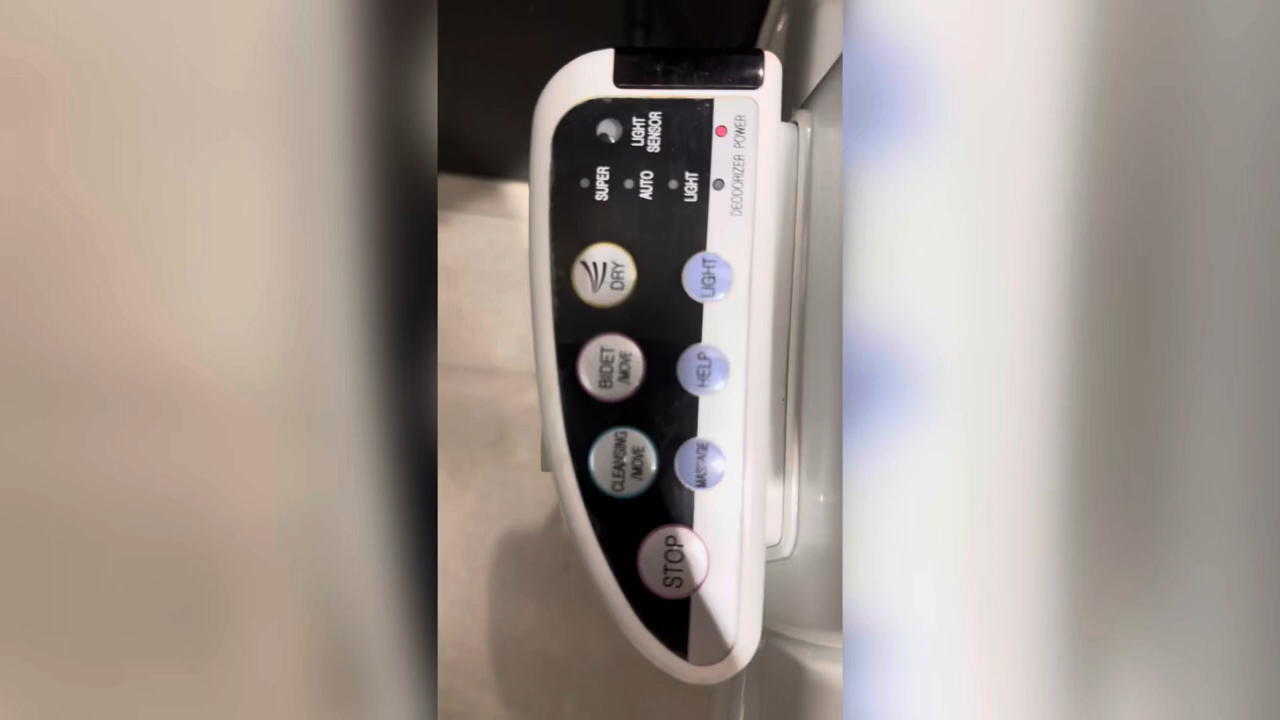 LIGHT
SENSOR
SUPER
AUTO
LIGHT
POWER
DEODORIZER
DRY
BIDET
/MOVE
CLEANSING
/MOVE
STOP
LIGHT
HELP
MASSAGE